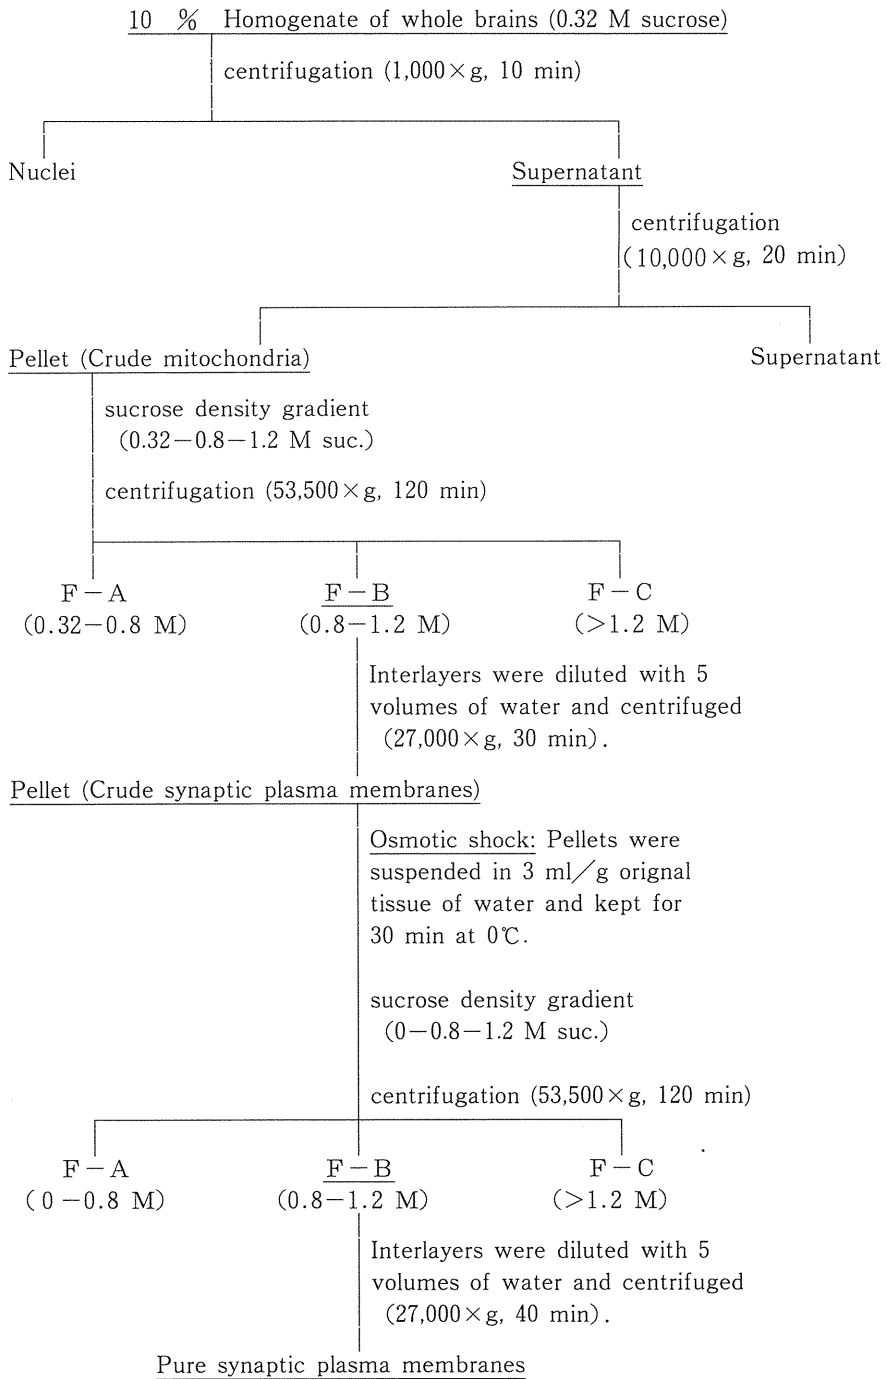 10 % Homogenate of whole brains (0.32 M sucrose)
centrifugation (1,000×g, 10 min)
Nuclei
Supernatant
centrifugation
(10,000×g, 20 min)
Pellet (Crude mitochondria)
Supernatant
sucrose density gradient
(0.32−0.8−1.2 M suc.)
centrifugation (53,500×g, 120 min)
F−A
F−B
F−C
(0.32−0.8 M)
(0.8−1.2 M)
(>1.2 M)
Interlayers were diluted with 5
volumes of water and centrifuged
(27,000×g, 30 min).
Pellet (Crude synaptic plasma membranes)
Osmotic shock: Pellets were
suspended in 3 ml/g orignal
tissue of water and kept for
30 min at 0℃.
sucrose density gradient
(0−0.8−1.2 M suc.)
centrifugation (53,500×g, 120 min)
F−A
F−B
F−C
(0−0.8 M)
(0.8−1.2 M)
(>1.2 M)
Interlayers were diluted with 5
volumes of water and centrifuged
(27,000×g, 40 min).
Pure synaptic plasma membranes